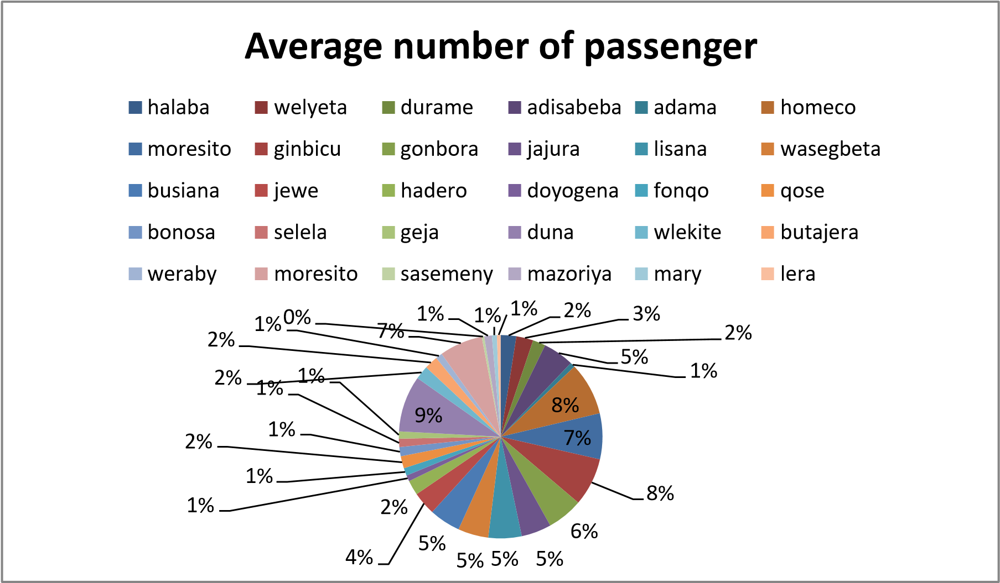 Average number of passenger
halaba welyeta durame adisabeba adama homeco
moresito ginbicu gonbora jajura lisana wasegbeta
busiana jewe hadero doyogena fonqo qose
bonosa selela geja duna wlekite butajera
weraby moresito sasemeny mazoriya mary lera
1% 1% 1% 2% 3%
1% 0% 7% 2%
2% 5%
2% 1% 1% 1%
8%
9%
1% 7%
2%
1% 8%
1% 2% 6%
5%
4% 5% 5% 5%